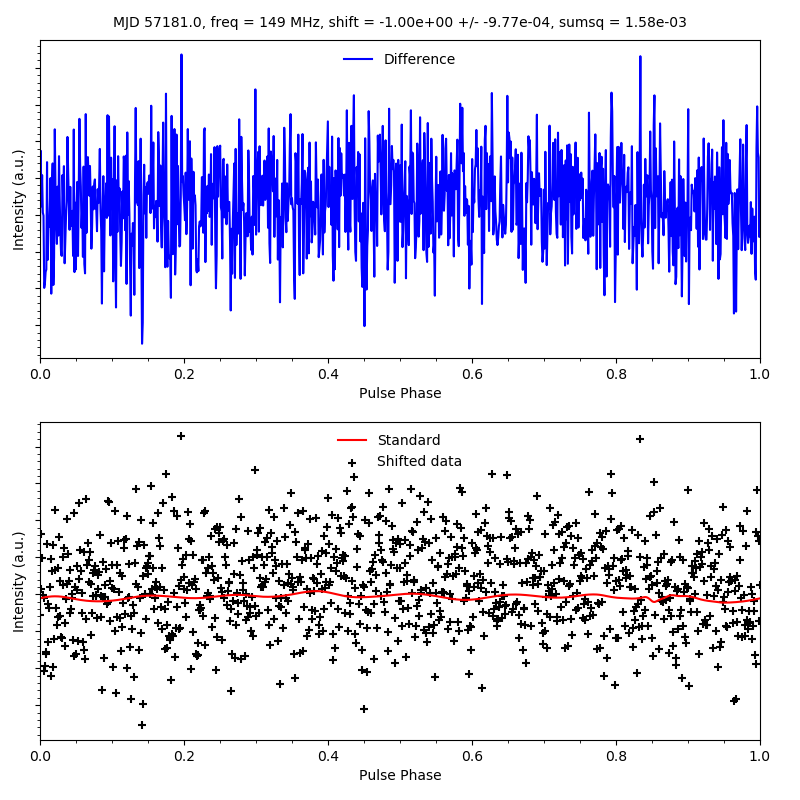 MJD 57181.0, freq = 149 MHz, shift = -1.00e+00 +/- -9.77e-04, sumsq = 1.58e-03
Difference
Intensity (a.u.)
0.0 0.2 0.4 0.6 0.8 1.0
Pulse Phase
Standard
Shifted data
Intensity (a.u.)
0.0 0.2 0.4 0.6 0.8 1.0
Pulse Phase